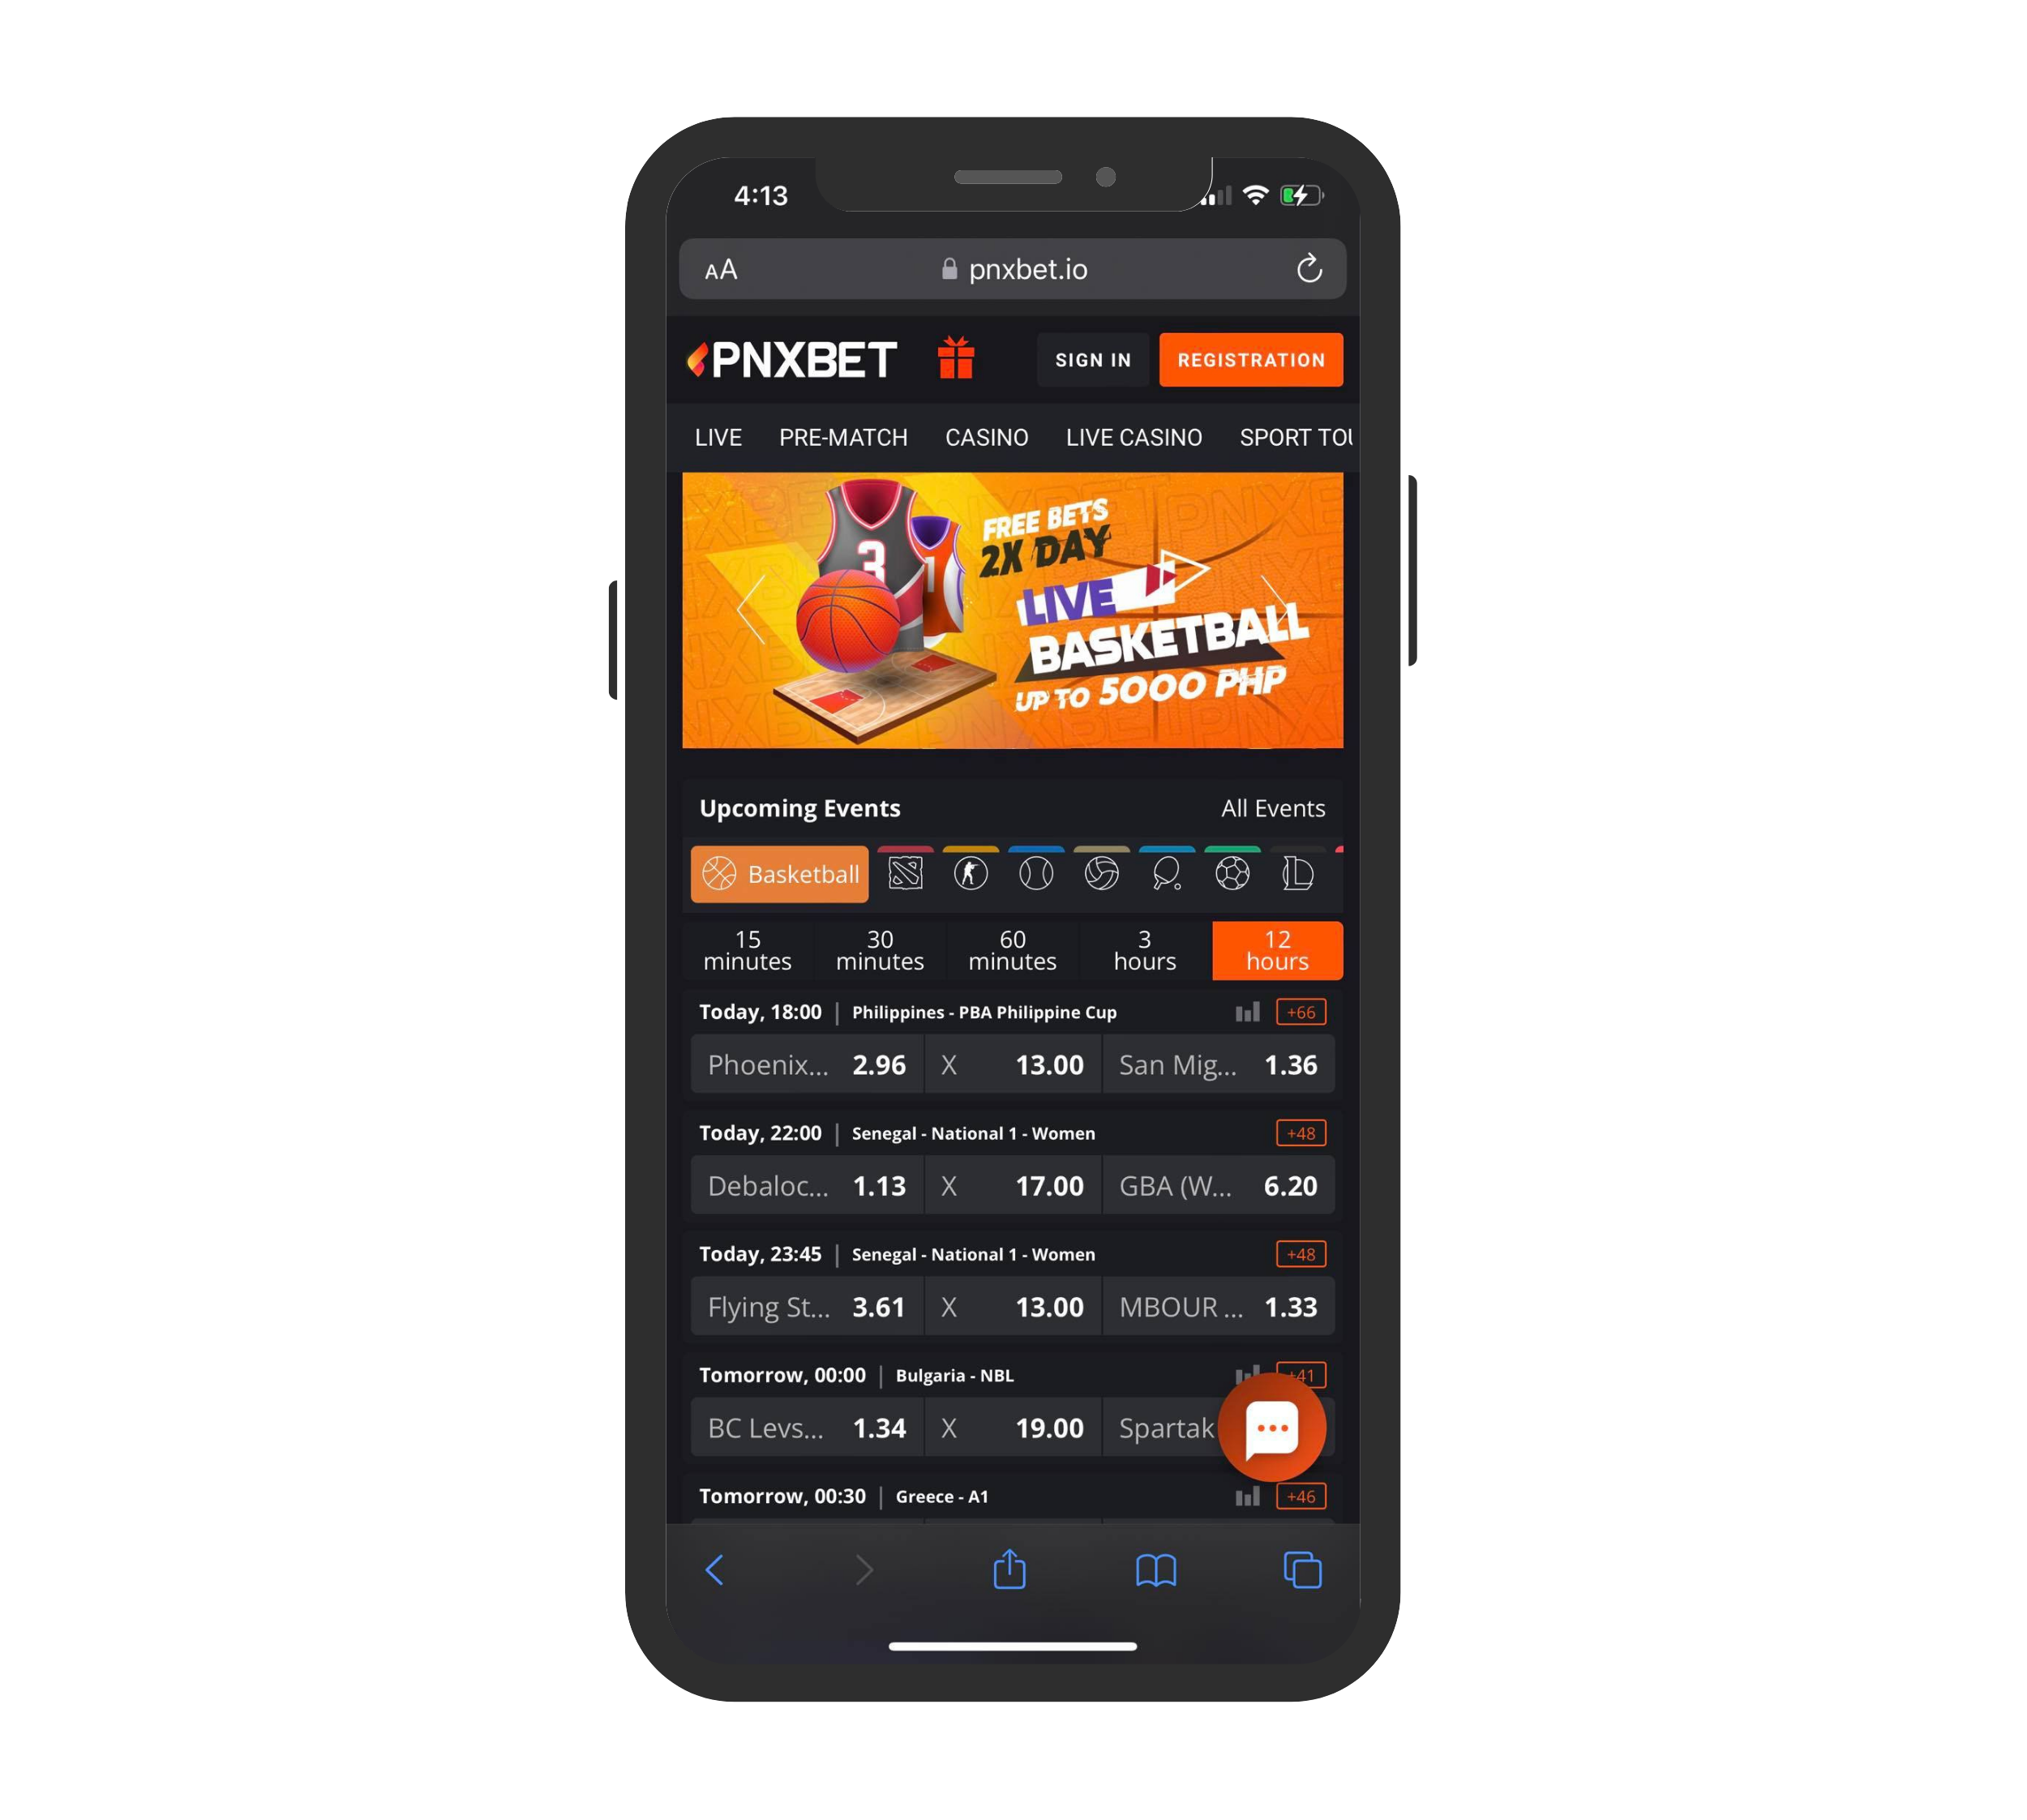 4:13
AA pnxbet.io
PNXBET SIGN IN REGISTRATION
LIVE PRE-MATCH CASINO LIVE CASINO SPORT TOU
FREE BETS
2X DAY
LIVE
BASKETBALL
UP TO 5000 PHP
3
Upcoming Events All Events
Basketball
15 minutes 30 minutes 60 minutes 3 hours 12 hours
Today, 18:00 | Philippines - PBA Philippine Cup +66
Phoenix... 2.96 X 13.00 San Mig... 1.36
Today, 22:00 | Senegal - National 1 - Women +48
Debaloc... 1.13 X 17.00 GBA (W... 6.20
Today, 23:45 | Senegal - National 1 - Women +48
Flying St... 3.61 X 13.00 MBOUR ... 1.33
Tomorrow, 00:00 | Bulgaria - NBL +41
BC Levs... 1.34 X 19.00 Spartak
Tomorrow, 00:30 | Greece - A1 +46